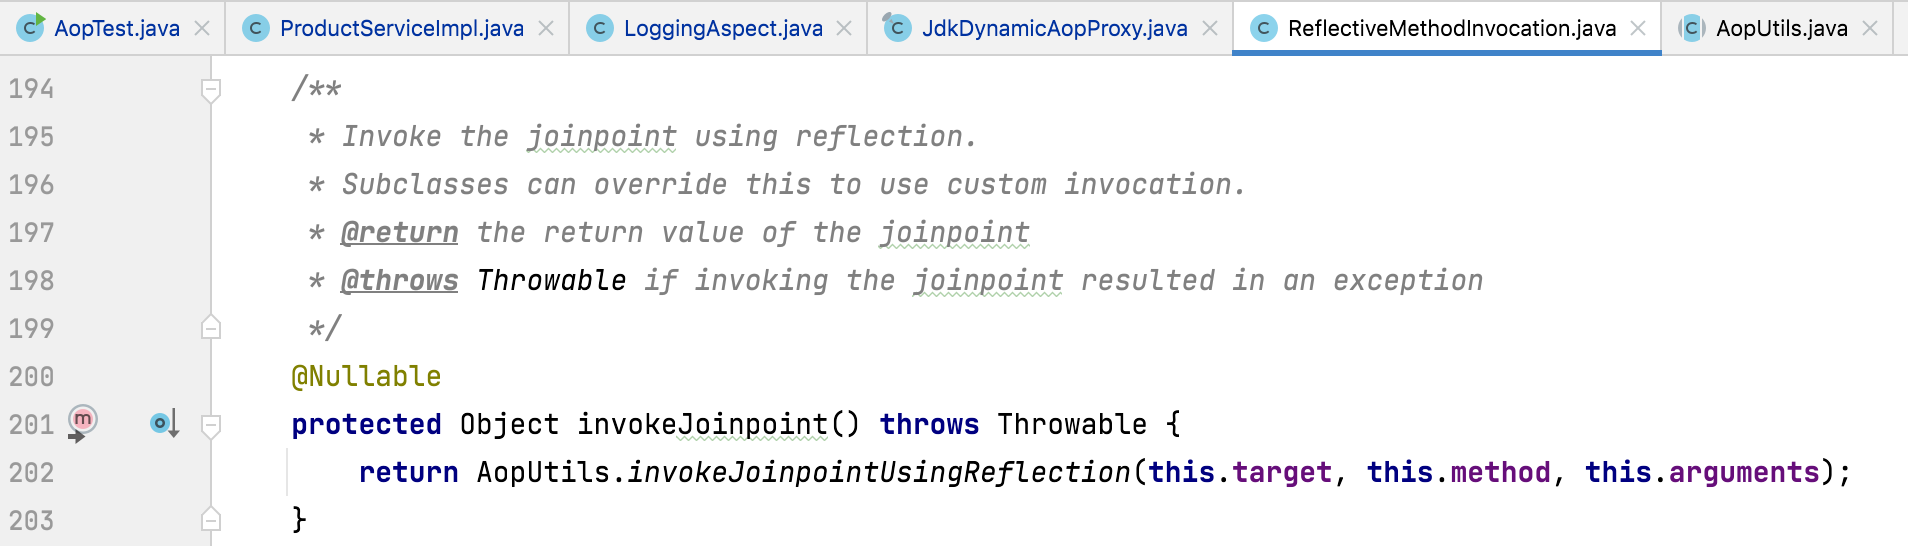 AopTest.java ProductServiceImpl.java LoggingAspect.java JdkDynamicAopProxy.java ReflectiveMethodInvocation.java AopUtils.java
194 /**
195 * Invoke the joinpoint using reflection.
196 * Subclasses can override this to use custom invocation.
197 * @return the return value of the joinpoint
198 * @throws Throwable if invoking the joinpoint resulted in an exception
199 */
200 @Nullable
201 protected Object invokeJoinpoint() throws Throwable {
202 return AopUtils.invokeJoinpointUsingReflection(this.target, this.method, this.arguments);
203 }